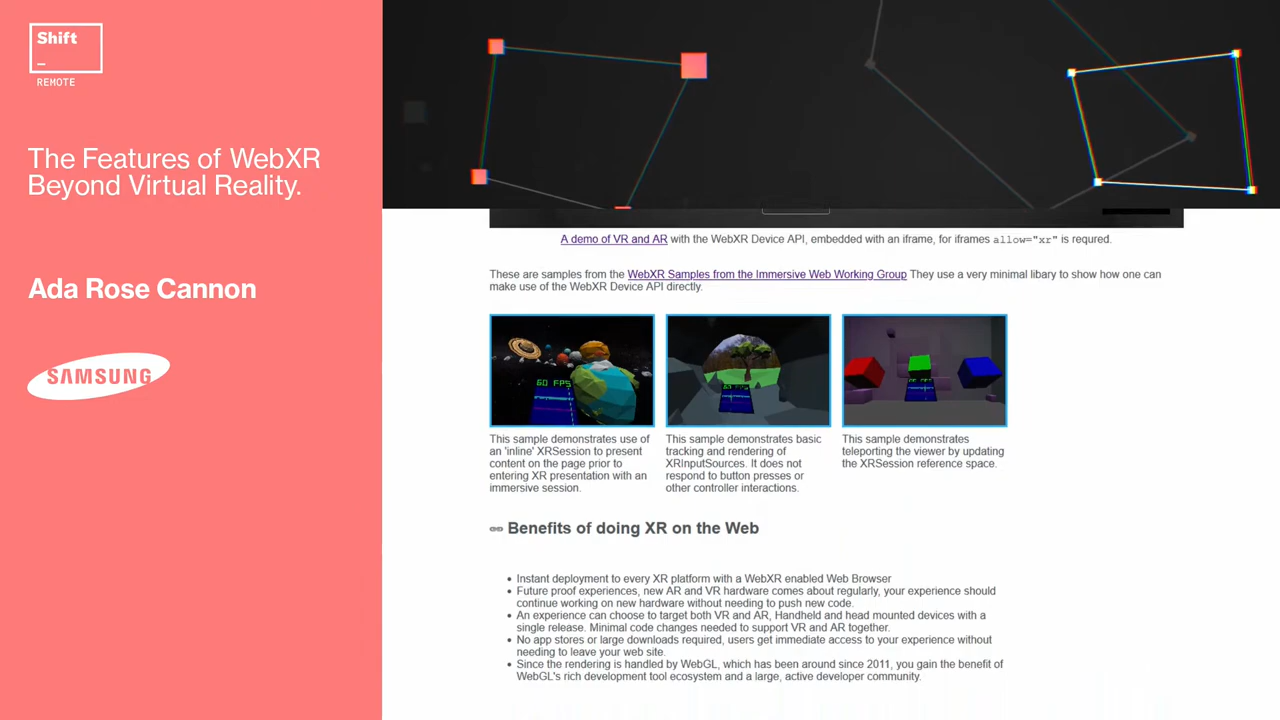 Shift
_
REMOTE
The Features of WebXR
Beyond Virtual Reality.
Ada Rose Cannon
SAMSUNG
A demo of VR and AR with the WebXR Device API, embedded with an iframe, for iframes allow="xr" is requred.
These are samples from the WebXR Samples from the Immersive Web Working Group They use a very minimal libary to show how one can
make use of the WebXR Device API directly.
60 FPS
60 FPS
60 FPS
This sample demonstrates use of
an 'inline' XRSession to present
content on the page prior to
entering XR presentation with an
immersive session.
This sample demonstrates basic
tracking and rendering of
XRInputSources. It does not
respond to button presses or
other controller interactions.
This sample demonstrates
teleporting the viewer by updating
the XRSession reference space.
Benefits of doing XR on the Web
• Instant deployment to every XR platform with a WebXR enabled Web Browser
• Future proof experiences, new AR and VR hardware comes about regularly, your experience should
continue working on new hardware without needing to push new code.
• An experience can choose to target both VR and AR, Handheld and head mounted devices with a
single release. Minimal code changes needed to support VR and AR together.
• No app stores or large downloads required, users get immediate access to your experience without
needing to leave your web site.
• Since the rendering is handled by WebGL, which has been around since 2011, you gain the benefit of
WebGL's rich development tool ecosystem and a large, active developer community.